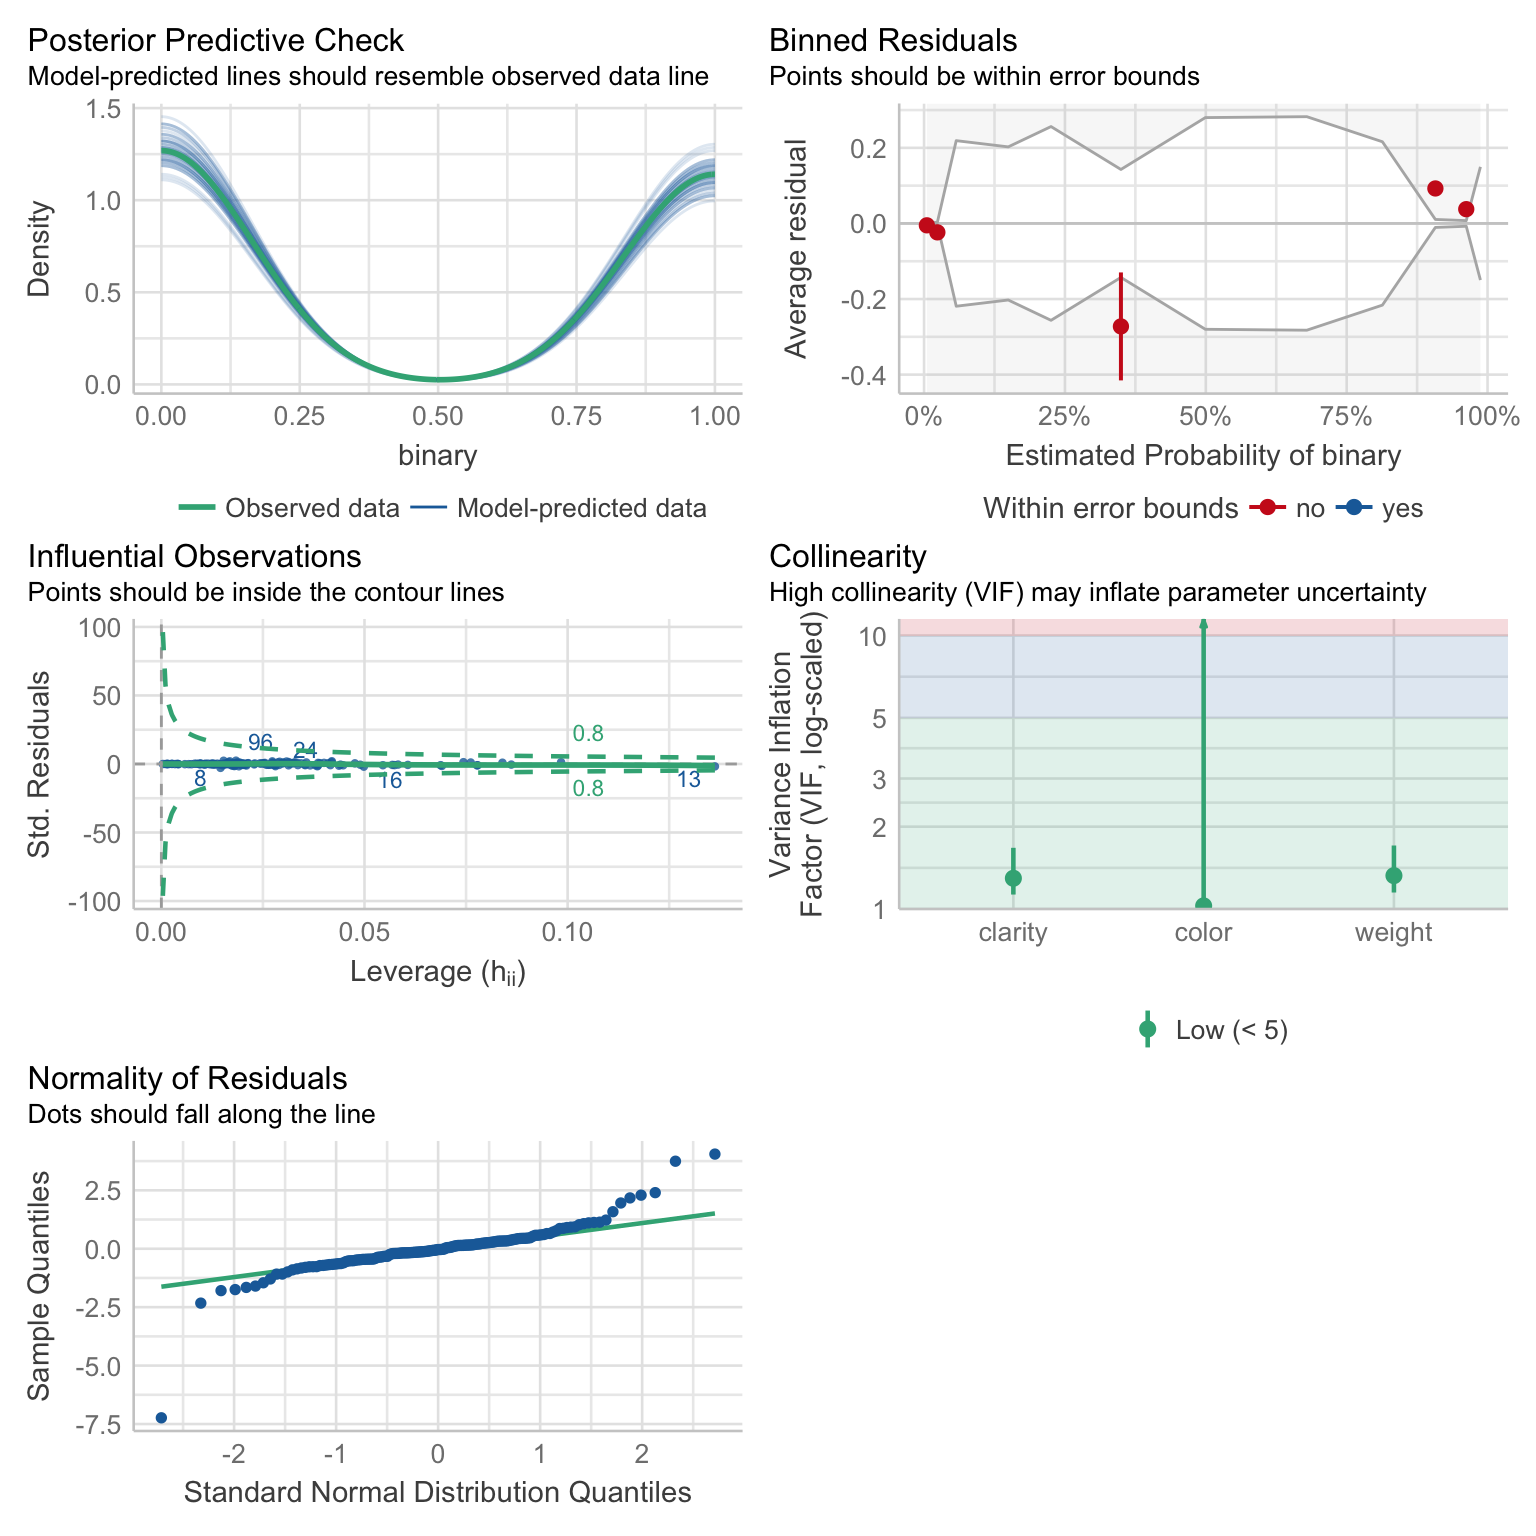 Posterior Predictive Check
Model-predicted lines should resemble observed data line
1.5
1.0
0.5
0.0
Density
0.00 0.25 0.50 0.75 1.00
binary
Observed data Model-predicted data
Binned Residuals
Points should be within error bounds
0.2
0.0
-0.2
-0.4
Average residual
0% 25% 50% 75% 100%
Estimated Probability of binary
Within error bounds no yes
Influential Observations
Points should be inside the contour lines
100
50
0
-50
-100
Std. Residuals
96 24
8
16
13
0.8
0.8
0.00 0.05 0.10
Leverage (hii)
Collinearity
High collinearity (VIF) may inflate parameter uncertainty
10
5
3
2
1
Variance Inflation
Factor (VIF, log-scaled)
clarity color weight
Low (< 5)
Normality of Residuals
Dots should fall along the line
2.5
0.0
-2.5
-5.0
-7.5
Sample Quantiles
-2 -1 0 1 2
Standard Normal Distribution Quantiles